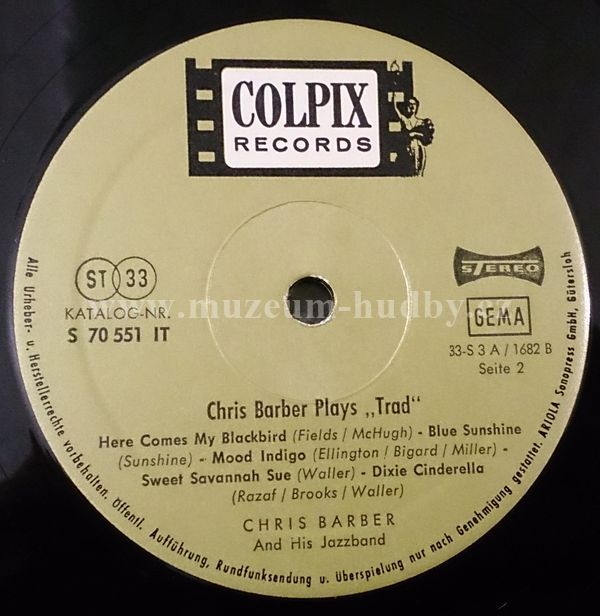 COLPIX
RECORDS
ST 33
KATALOG-NR.
S 70 551 IT
STEREO
GEMA
33-S 3 A / 1682 B
Seite 2
www.muzeum-hudby.cz
Chris Barber Plays „Trad“
Here Comes My Blackbird (Fields / McHugh) - Blue Sunshine
(Sunshine) - Mood Indigo (Ellington / Bigard / Miller) -
Sweet Savannah Sue (Waller) - Dixie Cinderella
(Razaf / Brooks / Waller)
CHRIS BARBER
And His Jazzband
Alle Urheber- u. Herstellerrechte vorbehalten. Öffentl. Aufführung, Rundfunksendung u. Überspielung nur nach Genehmigung gestattet. ARIOLA Sonopress GmbH, Gütersloh